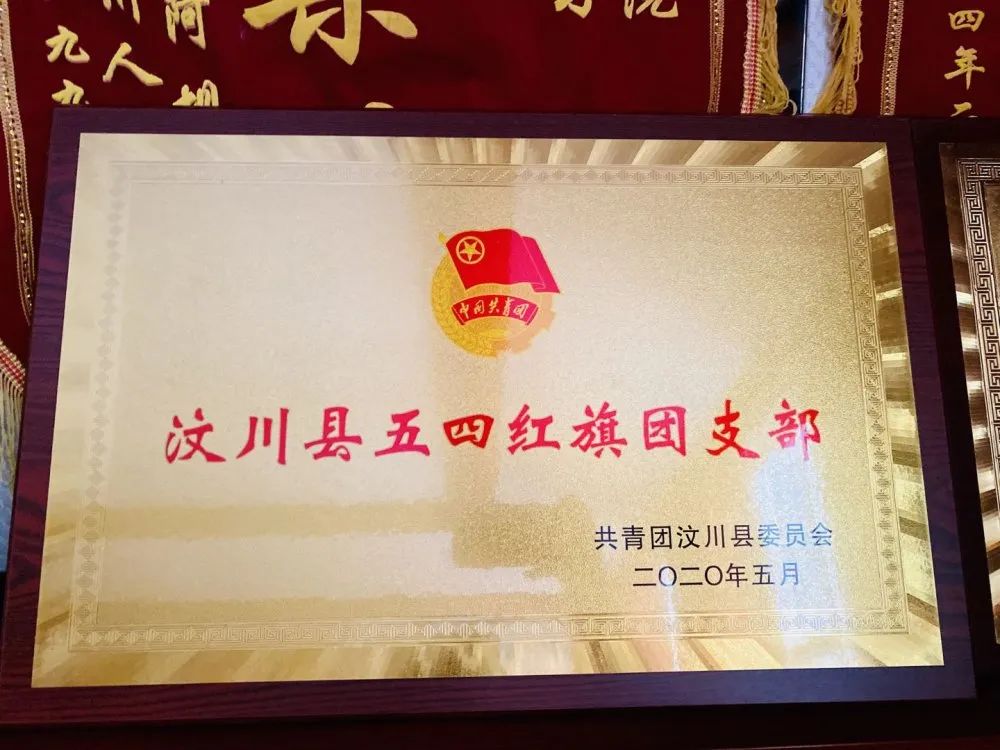 四年
九
人
九
中国共青团
汶川县五四红旗团支部
共青团汶川县委员会
二〇二〇年五月